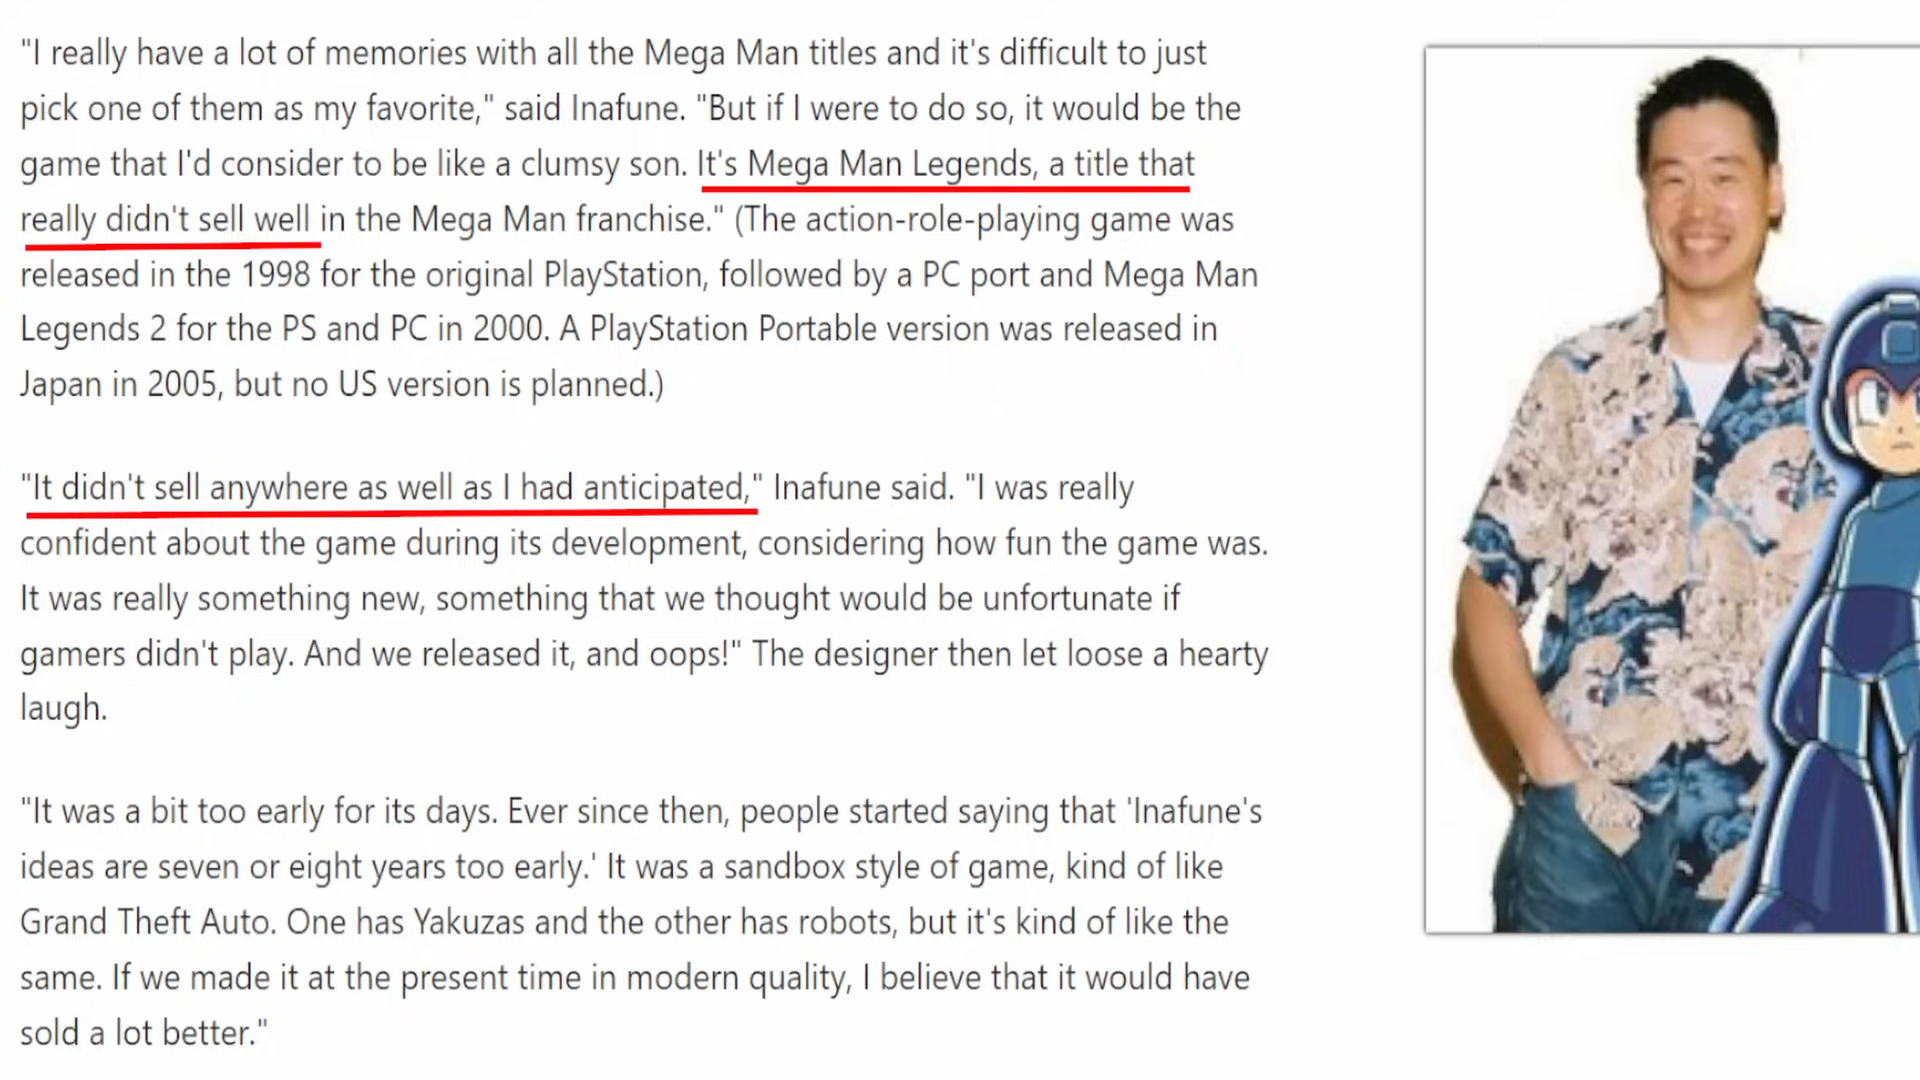 "I really have a lot of memories with all the Mega Man titles and it's difficult to just
pick one of them as my favorite," said Inafune. "But if I were to do so, it would be the
game that I'd consider to be like a clumsy son. It's Mega Man Legends, a title that
really didn't sell well in the Mega Man franchise." (The action-role-playing game was
released in the 1998 for the original PlayStation, followed by a PC port and Mega Man
Legends 2 for the PS and PC in 2000. A PlayStation Portable version was released in
Japan in 2005, but no US version is planned.)
"It didn't sell anywhere as well as I had anticipated," Inafune said. "I was really
confident about the game during its development, considering how fun the game was.
It was really something new, something that we thought would be unfortunate if
gamers didn't play. And we released it, and oops!" The designer then let loose a hearty
laugh.
"It was a bit too early for its days. Ever since then, people started saying that 'Inafune's
ideas are seven or eight years too early.' It was a sandbox style of game, kind of like
Grand Theft Auto. One has Yakuzas and the other has robots, but it's kind of like the
same. If we made it at the present time in modern quality, I believe that it would have
sold a lot better."